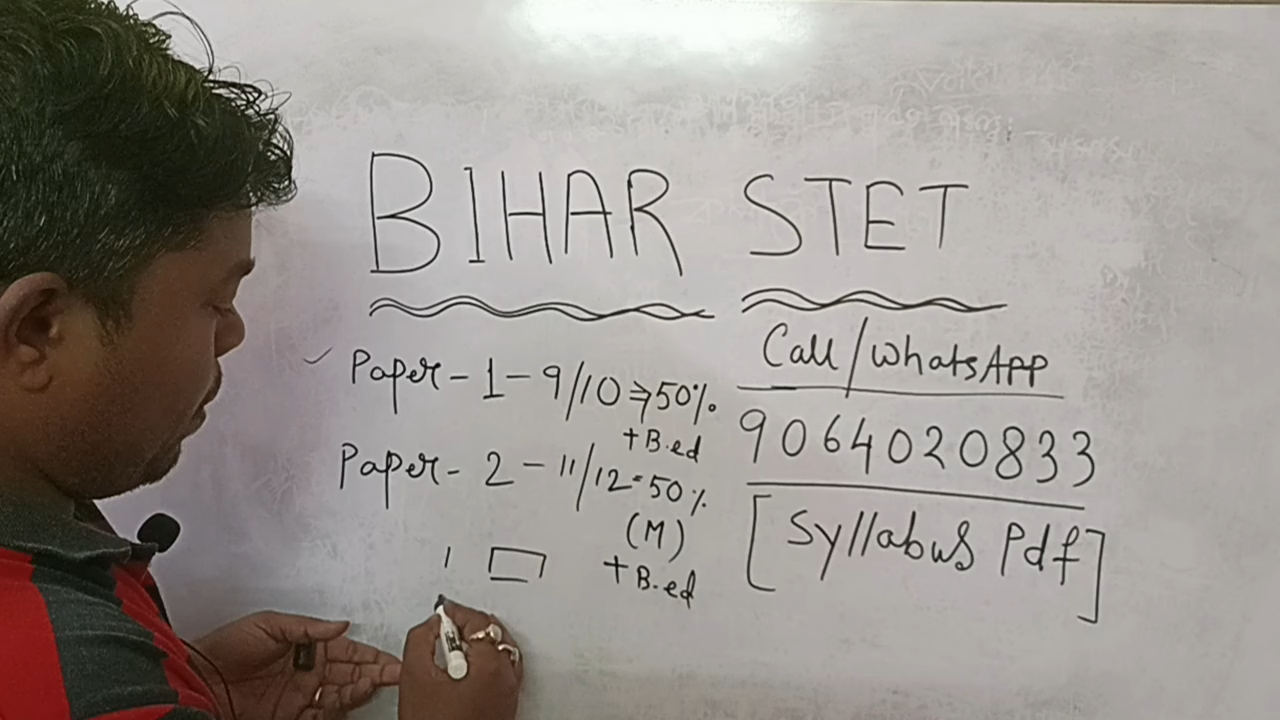 BIHAR STET
Paper - 1 - 9/10 ⇒ 50%
+ B.ed
Paper - 2 - 11/12 = 50%
(M)
+ B.ed
1
Call/WhatsApp
9064020833
[Syllabus Pdf]